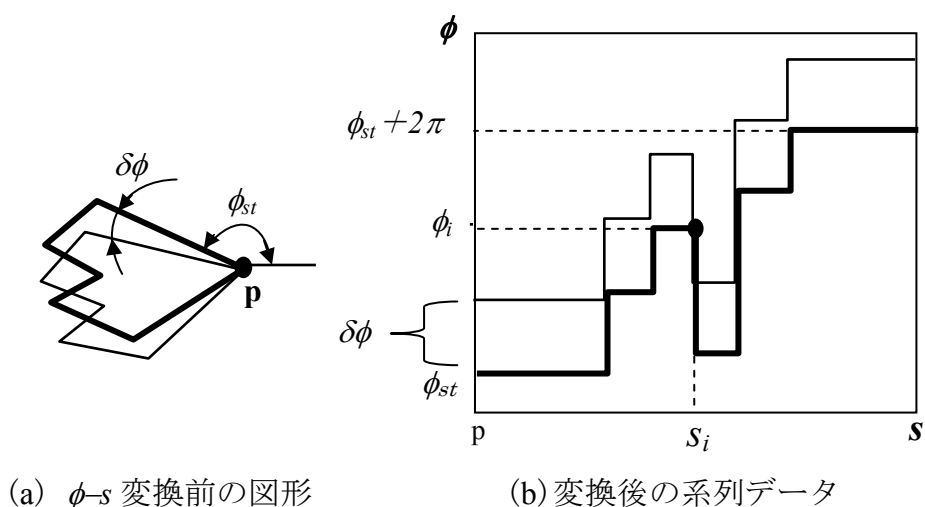 δϕ
ϕst
p
(a) ϕ–s 変換前の図形
ϕ
ϕst＋2π
ϕi
δϕ
ϕst
p
si
s
(b) 変換後の系列データ